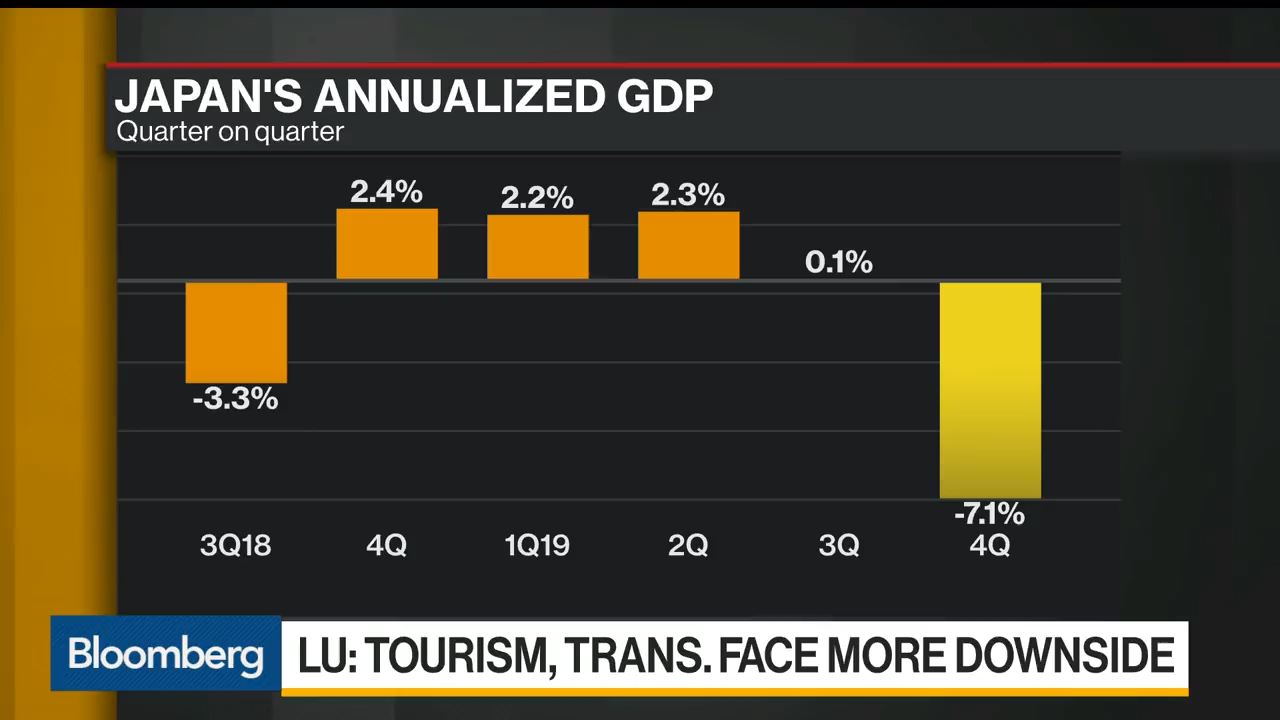 JAPAN'S ANNUALIZED GDP
Quarter on quarter
2.4%
2.2%
2.3%
0.1%
-3.3%
-7.1%
3Q18 4Q 1Q19 2Q 3Q 4Q
Bloomberg
LU: TOURISM, TRANS. FACE MORE DOWNSIDE